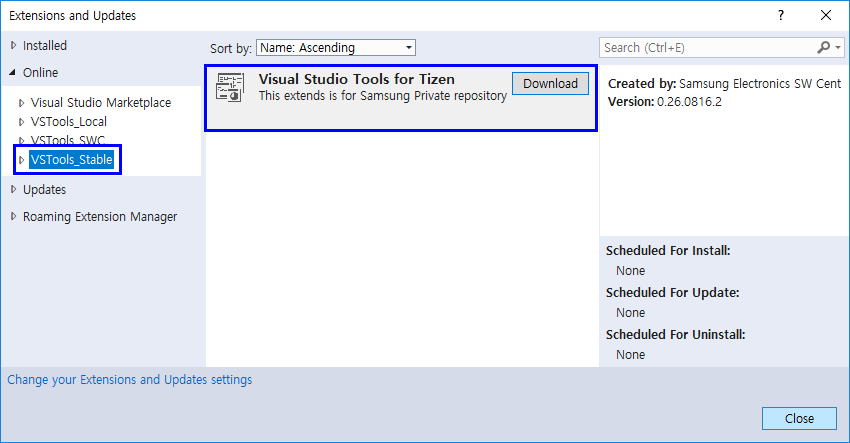 Extensions and Updates
?
Installed
Online
Visual Studio Marketplace
VSTools_Local
VSTools_SWC
VSTools_Stable
Updates
Roaming Extension Manager
Sort by: Name: Ascending
Visual Studio Tools for Tizen
This extends is for Samsung Private repository
Download
Search (Ctrl+E)
Created by: Samsung Electronics SW Cent
Version: 0.26.0816.2
Scheduled For Install:
None
Scheduled For Update:
None
Scheduled For Uninstall:
None
Change your Extensions and Updates settings
Close